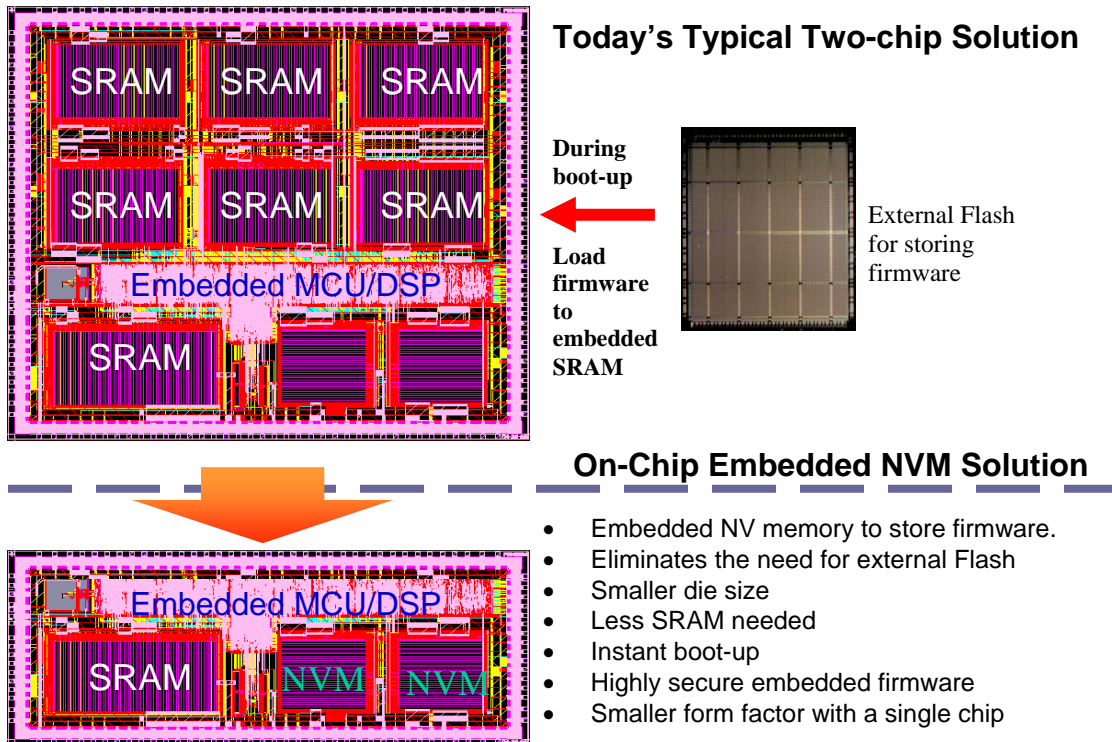 Today's Typical Two-chip Solution
SRAM SRAM SRAM
SRAM SRAM SRAM
Embedded MCU/DSP
SRAM
During
boot-up
Load
firmware
to
embedded
SRAM
External Flash
for storing
firmware
On-Chip Embedded NVM Solution
Embedded MCU/DSP
SRAM NVM NVM
• Embedded NV memory to store firmware.
• Eliminates the need for external Flash
• Smaller die size
• Less SRAM needed
• Instant boot-up
• Highly secure embedded firmware
• Smaller form factor with a single chip